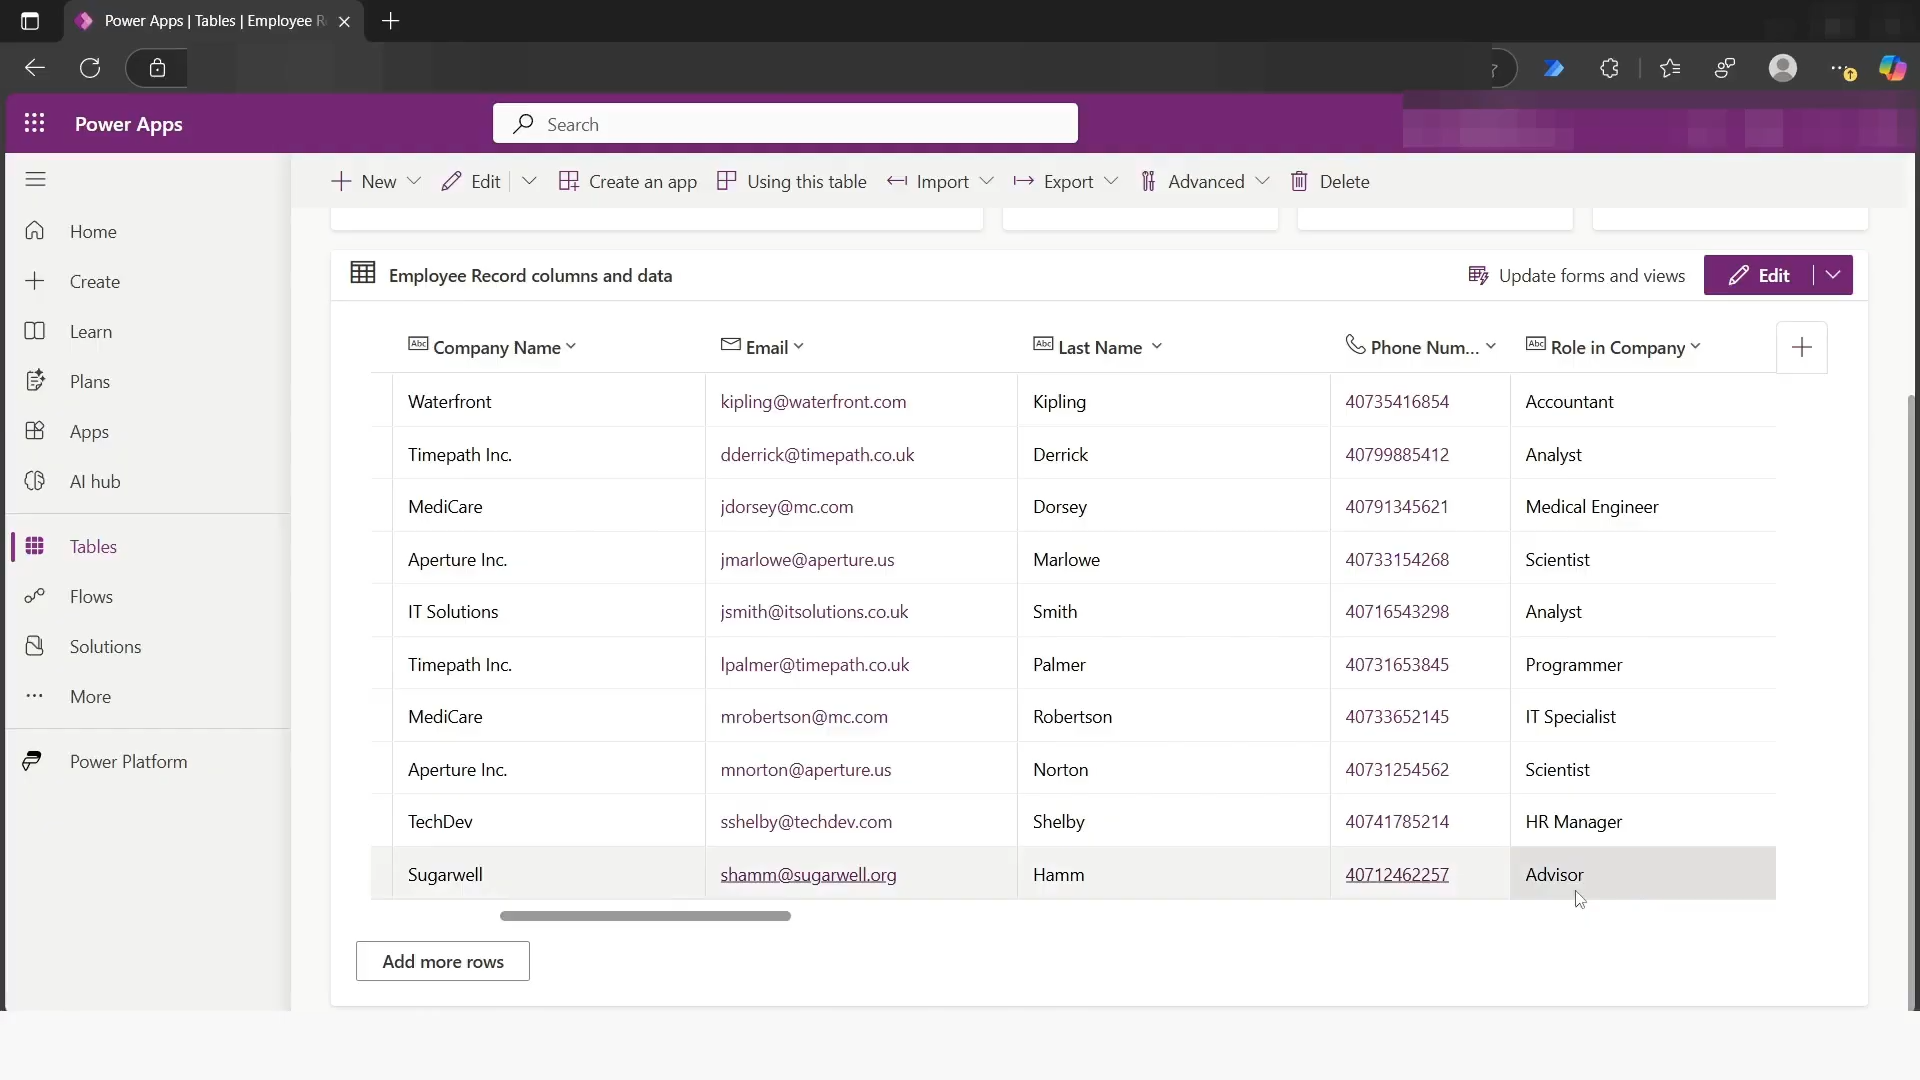 Power Apps | Tables | Employee R
Power Apps
Search
New
Edit
Create an app
Using this table
Import
Export
Advanced
Delete
Home
Create
Learn
Plans
Apps
AI hub
Tables
Flows
Solutions
More
Power Platform
Employee Record columns and data
Update forms and views
Edit
Abc Company Name Email Abc Last Name Phone Num... Abc Role in Company
Waterfront kipling@waterfront.com Kipling 40735416854 Accountant
Timepath Inc. dderrick@timepath.co.uk Derrick 40799885412 Analyst
MediCare jdorsey@mc.com Dorsey 40791345621 Medical Engineer
Aperture Inc. jmarlowe@aperture.us Marlowe 40733154268 Scientist
IT Solutions jsmith@itsolutions.co.uk Smith 40716543298 Analyst
Timepath Inc. lpalmer@timepath.co.uk Palmer 40731653845 Programmer
MediCare mrobertson@mc.com Robertson 40733652145 IT Specialist
Aperture Inc. mnorton@aperture.us Norton 40731254562 Scientist
TechDev sshelby@techdev.com Shelby 40741785214 HR Manager
Sugarwell shamm@sugarwell.org Hamm 40712462257 Advisor
Add more rows